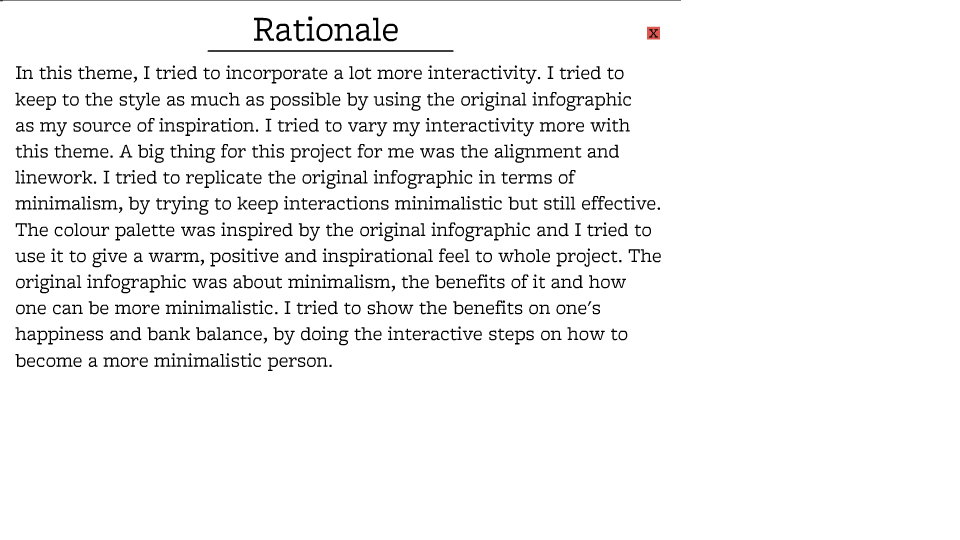 Rationale
x
In this theme, I tried to incorporate a lot more interactivity. I tried to
keep to the style as much as possible by using the original infographic
as my source of inspiration. I tried to vary my interactivity more with
this theme. A big thing for this project for me was the alignment and
linework. I tried to replicate the original infographic in terms of
minimalism, by trying to keep interactions minimalistic but still effective.
The colour palette was inspired by the original infographic and I tried to
use it to give a warm, positive and inspirational feel to whole project. The
original infographic was about minimalism, the benefits of it and how
one can be more minimalistic. I tried to show the benefits on one's
happiness and bank balance, by doing the interactive steps on how to
become a more minimalistic person.